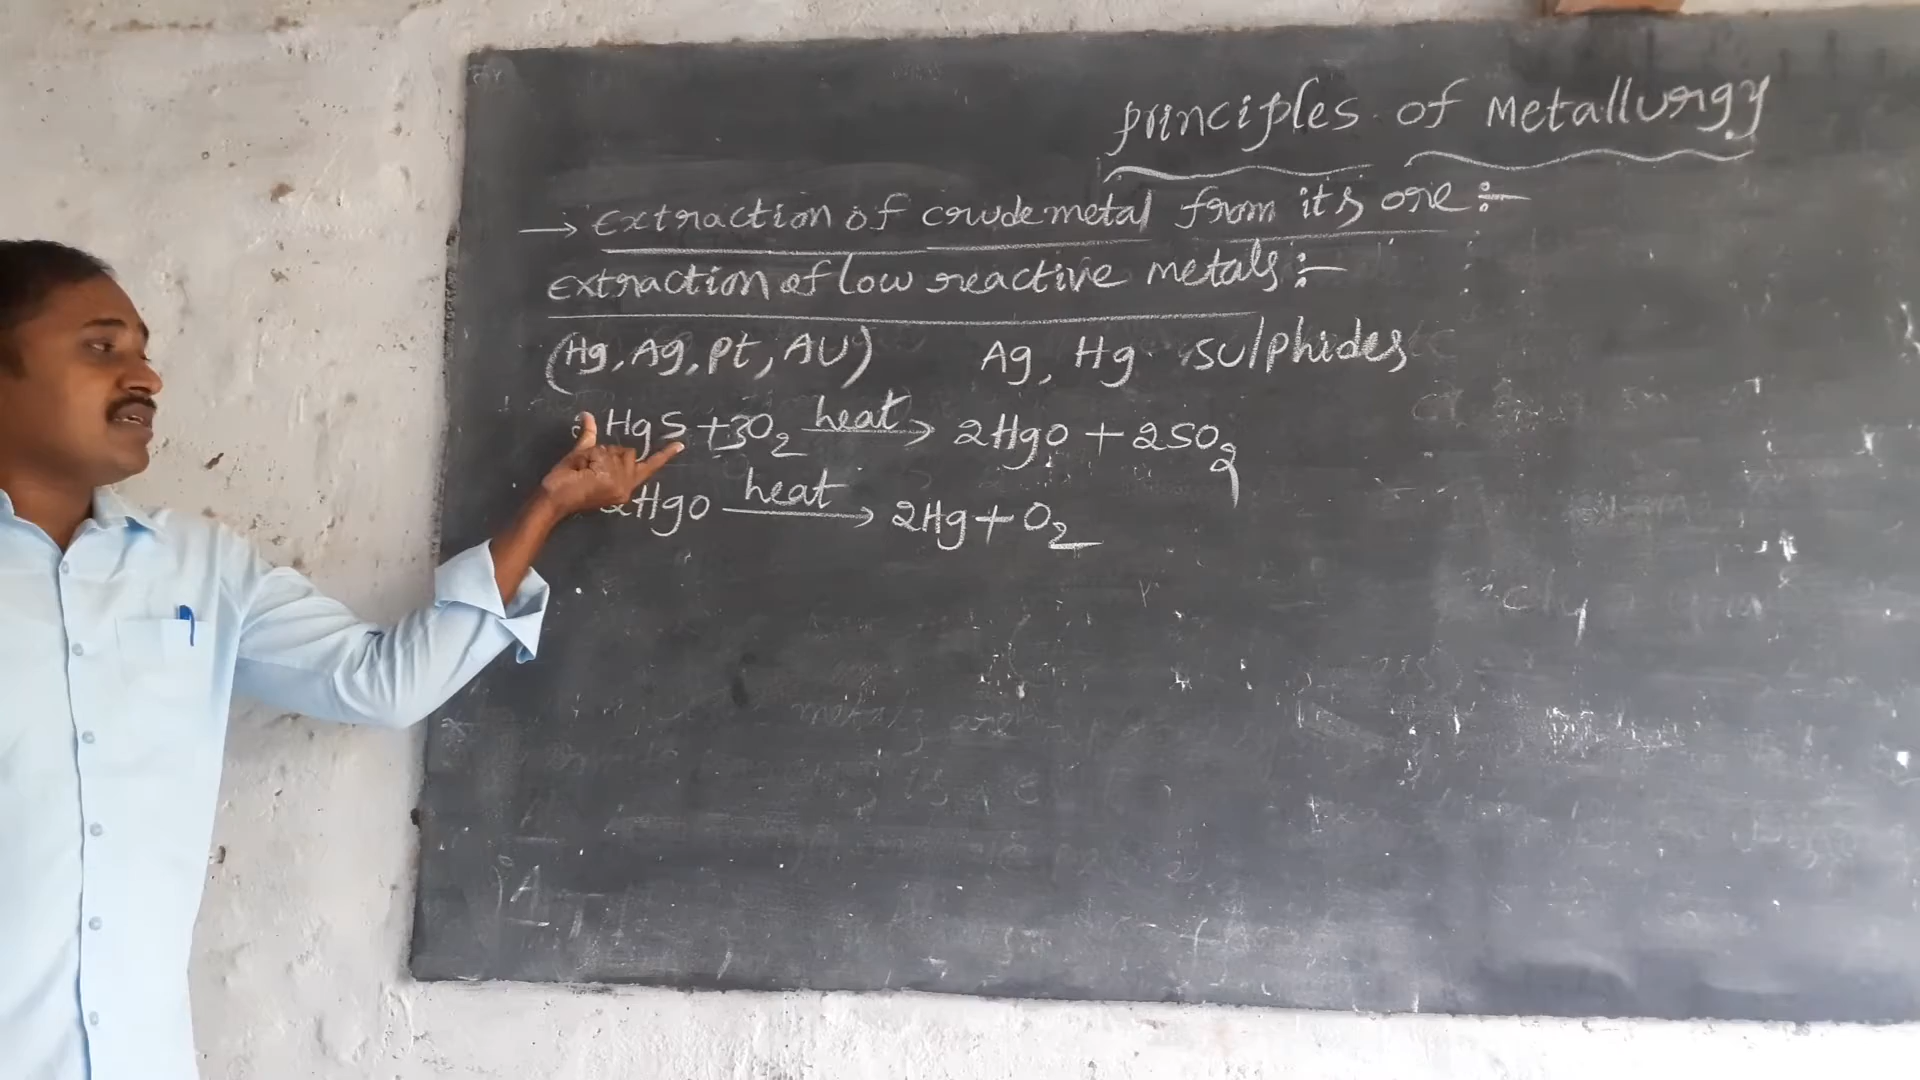 principles of Metallurgy
→ extraction of crude metal from its ore :-
extraction of low reactive metals :-
(Hg, Ag, Pt, AU) Ag, Hg sulphides
2HgS + 3O2 heat→ 2HgO + 2SO2
2HgO heat→ 2Hg + O2